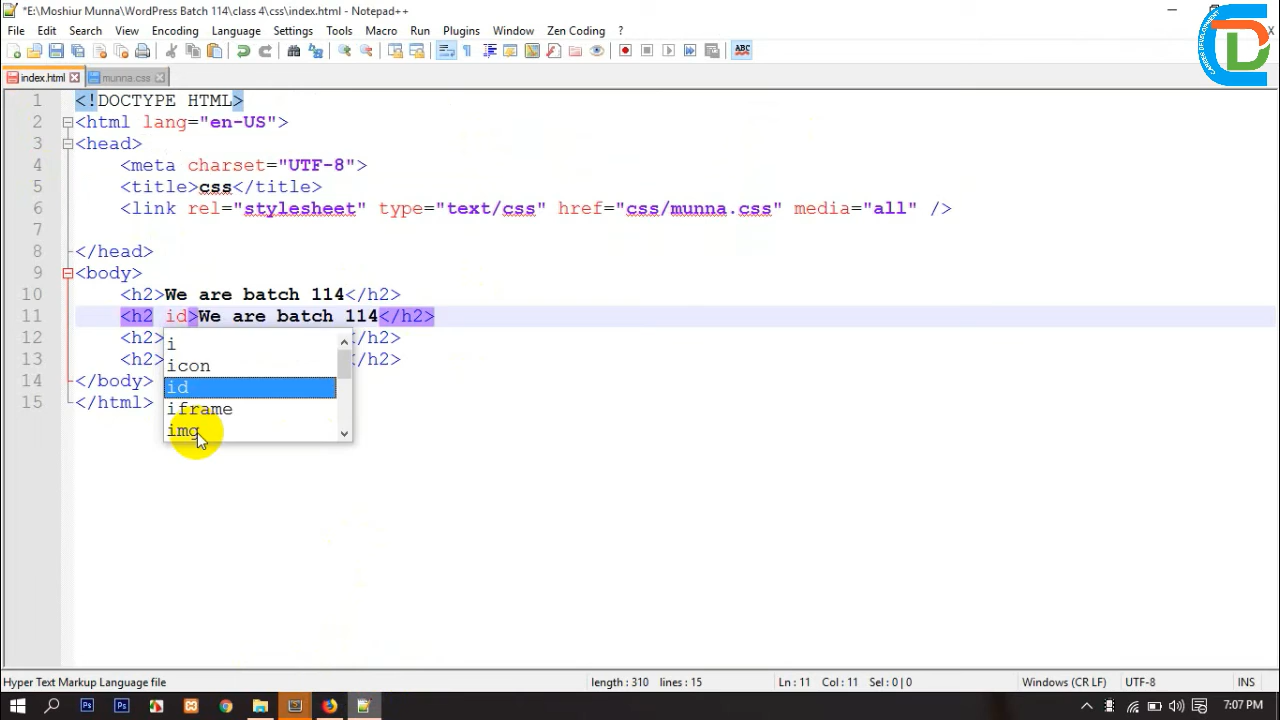 *E:\Moshiur Munna\WordPress Batch 114\class 4\css\index.html - Notepad++
File Edit Search View Encoding Language Settings Tools Macro Run Plugins Window Zen Coding ?
ABC
index.html munna.css
1 <!DOCTYPE HTML>
2 <html lang="en-US">
3 <head>
4 <meta charset="UTF-8">
5 <title>css</title>
6 <link rel="stylesheet" type="text/css" href="css/munna.css" media="all" />
7
8 </head>
9 <body>
10 <h2>We are batch 114</h2>
11 <h2 id>We are batch 114</h2>
12 <h2> /h2>
13 <h2> /h2>
14 </body>
15 </html>
i
icon
id
iframe
img
Hyper Text Markup Language file length : 310 lines : 15 Ln : 11 Col : 11 Sel : 0 | 0 Windows (CR LF) UTF-8 INS
Ps Ps 7:07 PM